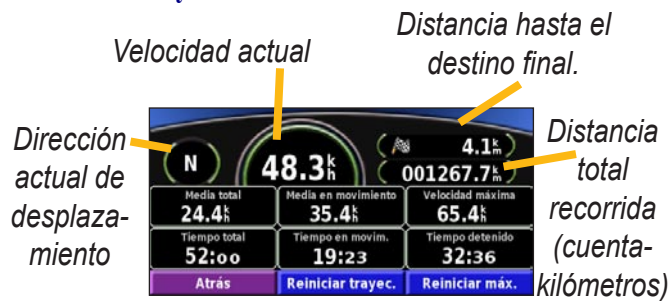 Distancia hasta el
destino final.
Velocidad actual
Dirección
actual de
desplaza-
miento
Distancia
total
recorrida
(cuenta-
kilómetros)
N
48.3 k/h
4.1 k/m
001267.7 k/m
Media total
Media en movimiento
Velocidad máxima
24.4 k/h
35.4 k/h
65.4 k/h
Tiempo total
Tiempo en movim.
Tiempo detenido
52:00
19:23
32:36
Atrás
Reiniciar trayec.
Reiniciar máx.